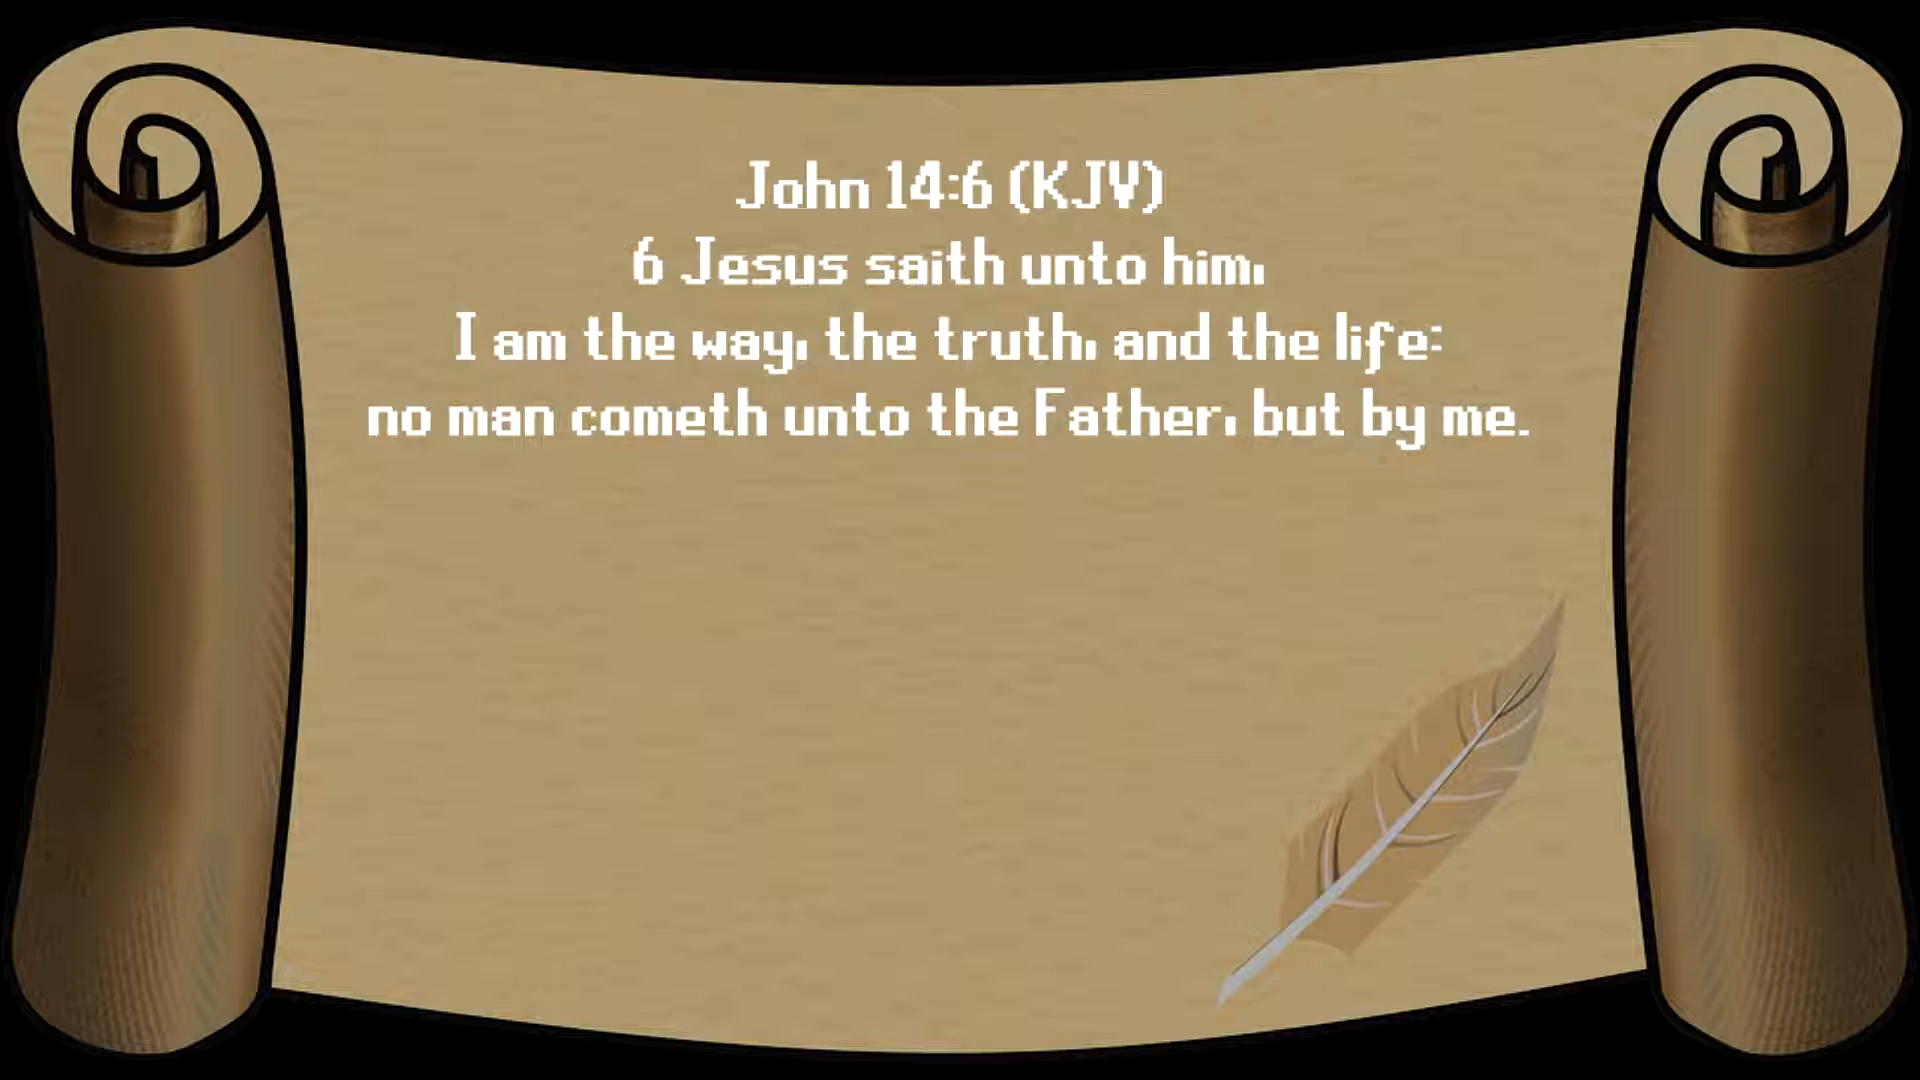 John 14:6 (KJV)
6 Jesus saith unto him,
I am the way, the truth, and the life:
no man cometh unto the Father, but by me.